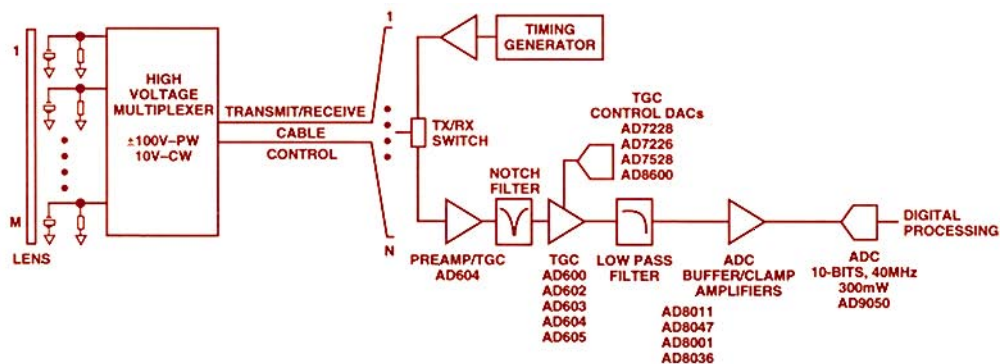 1
M
LENS
HIGH
VOLTAGE
MULTIPLEXER
±100V–PW
10V–CW
TRANSMIT/RECEIVE
CABLE
CONTROL
1
N
TX/RX
SWITCH
TIMING
GENERATOR
PREAMP/TGC
AD604
NOTCH
FILTER
TGC
CONTROL DACs
AD7228
AD7226
AD7528
AD8600
TGC
AD600
AD602
AD603
AD604
AD605
LOW PASS
FILTER
ADC
BUFFER/CLAMP
AMPLIFIERS
AD8011
AD8047
AD8001
AD8036
ADC
10-BITS, 40MHz
300mW
AD9050
DIGITAL
PROCESSING